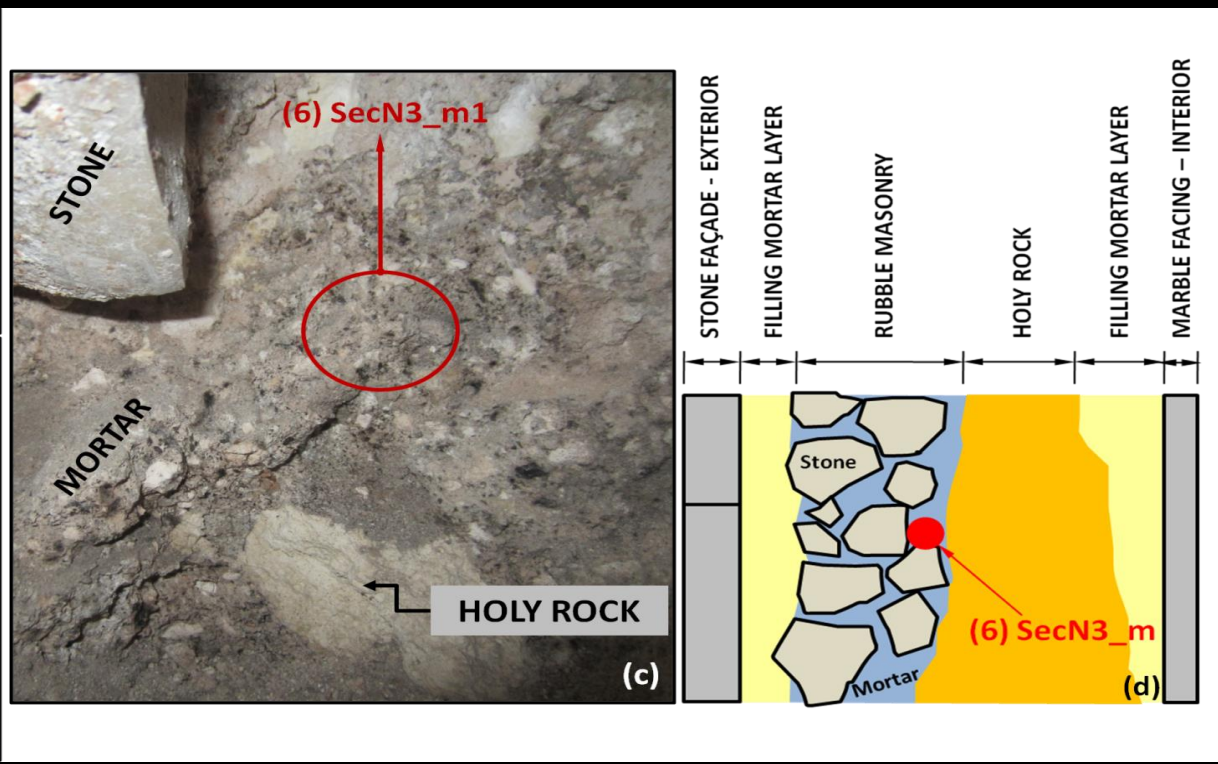 (6) SecN3_m1
STONE
MORTAR
HOLY ROCK
(c)
STONE FAÇADE - EXTERIOR
FILLING MORTAR LAYER
RUBBLE MASONRY
HOLY ROCK
FILLING MORTAR LAYER
MARBLE FACING – INTERIOR
Stone
(6) SecN3_m
Mortar
(d)